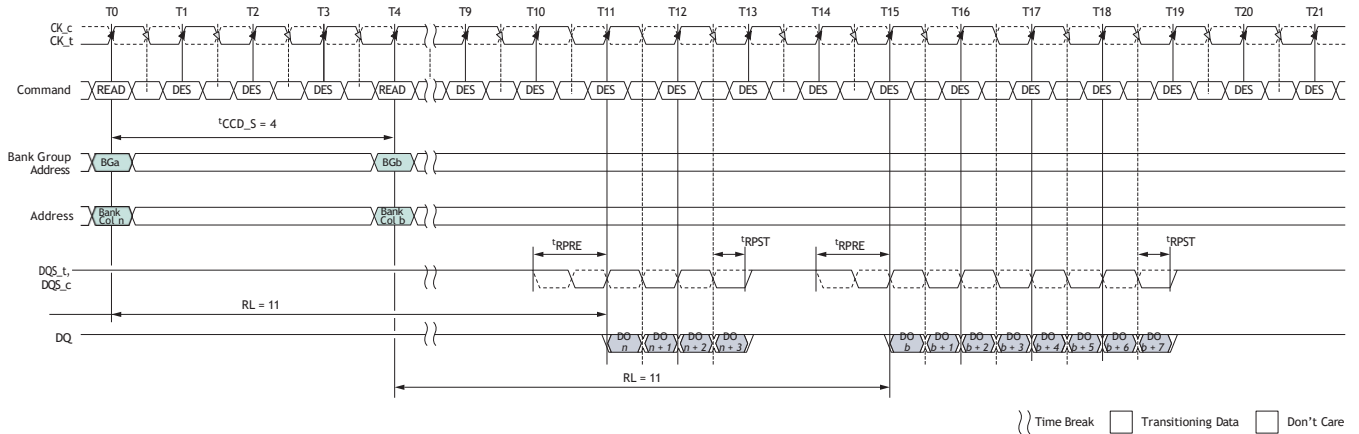 T0 T1 T2 T3 T4 T9 T10 T11 T12 T13 T14 T15 T16 T17 T18 T19 T20 T21
CK_c
CK_t
Command READ DES DES DES READ DES DES DES DES DES DES DES DES DES DES DES DES DES
tCCD_S = 4
Bank Group
Address BGa BGb
Address Bank Col n Bank Col b
tRPRE tRPST tRPRE tRPST
DQS_t,
DQS_c
RL = 11
DQ DO n DO n + 1 DO n + 2 DO n + 3 DO b DO b + 1 DO b + 2 DO b + 3 DO b + 4 DO b + 5 DO b + 6 DO b + 7
RL = 11
Time Break Transitioning Data Don't Care